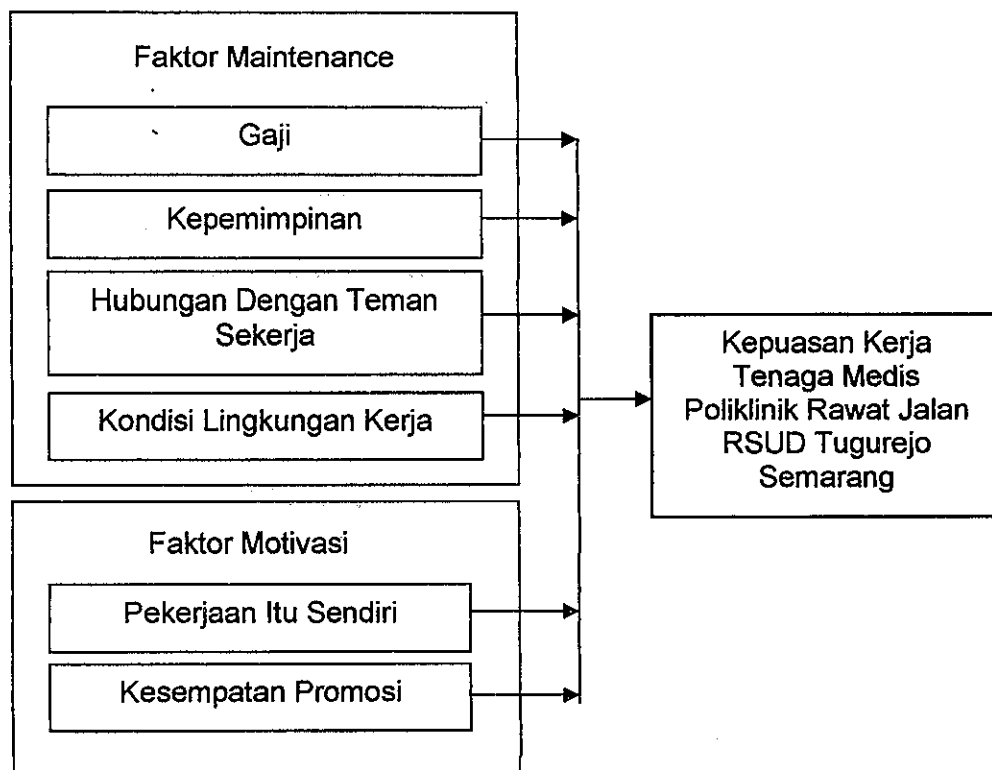 Faktor Maintenance
Gaji
Kepemimpinan
Hubungan Dengan Teman
Sekerja
Kondisi Lingkungan Kerja
Faktor Motivasi
Pekerjaan Itu Sendiri
Kesempatan Promosi
Kepuasan Kerja
Tenaga Medis
Poliklinik Rawat Jalan
RSUD Tugurejo
Semarang